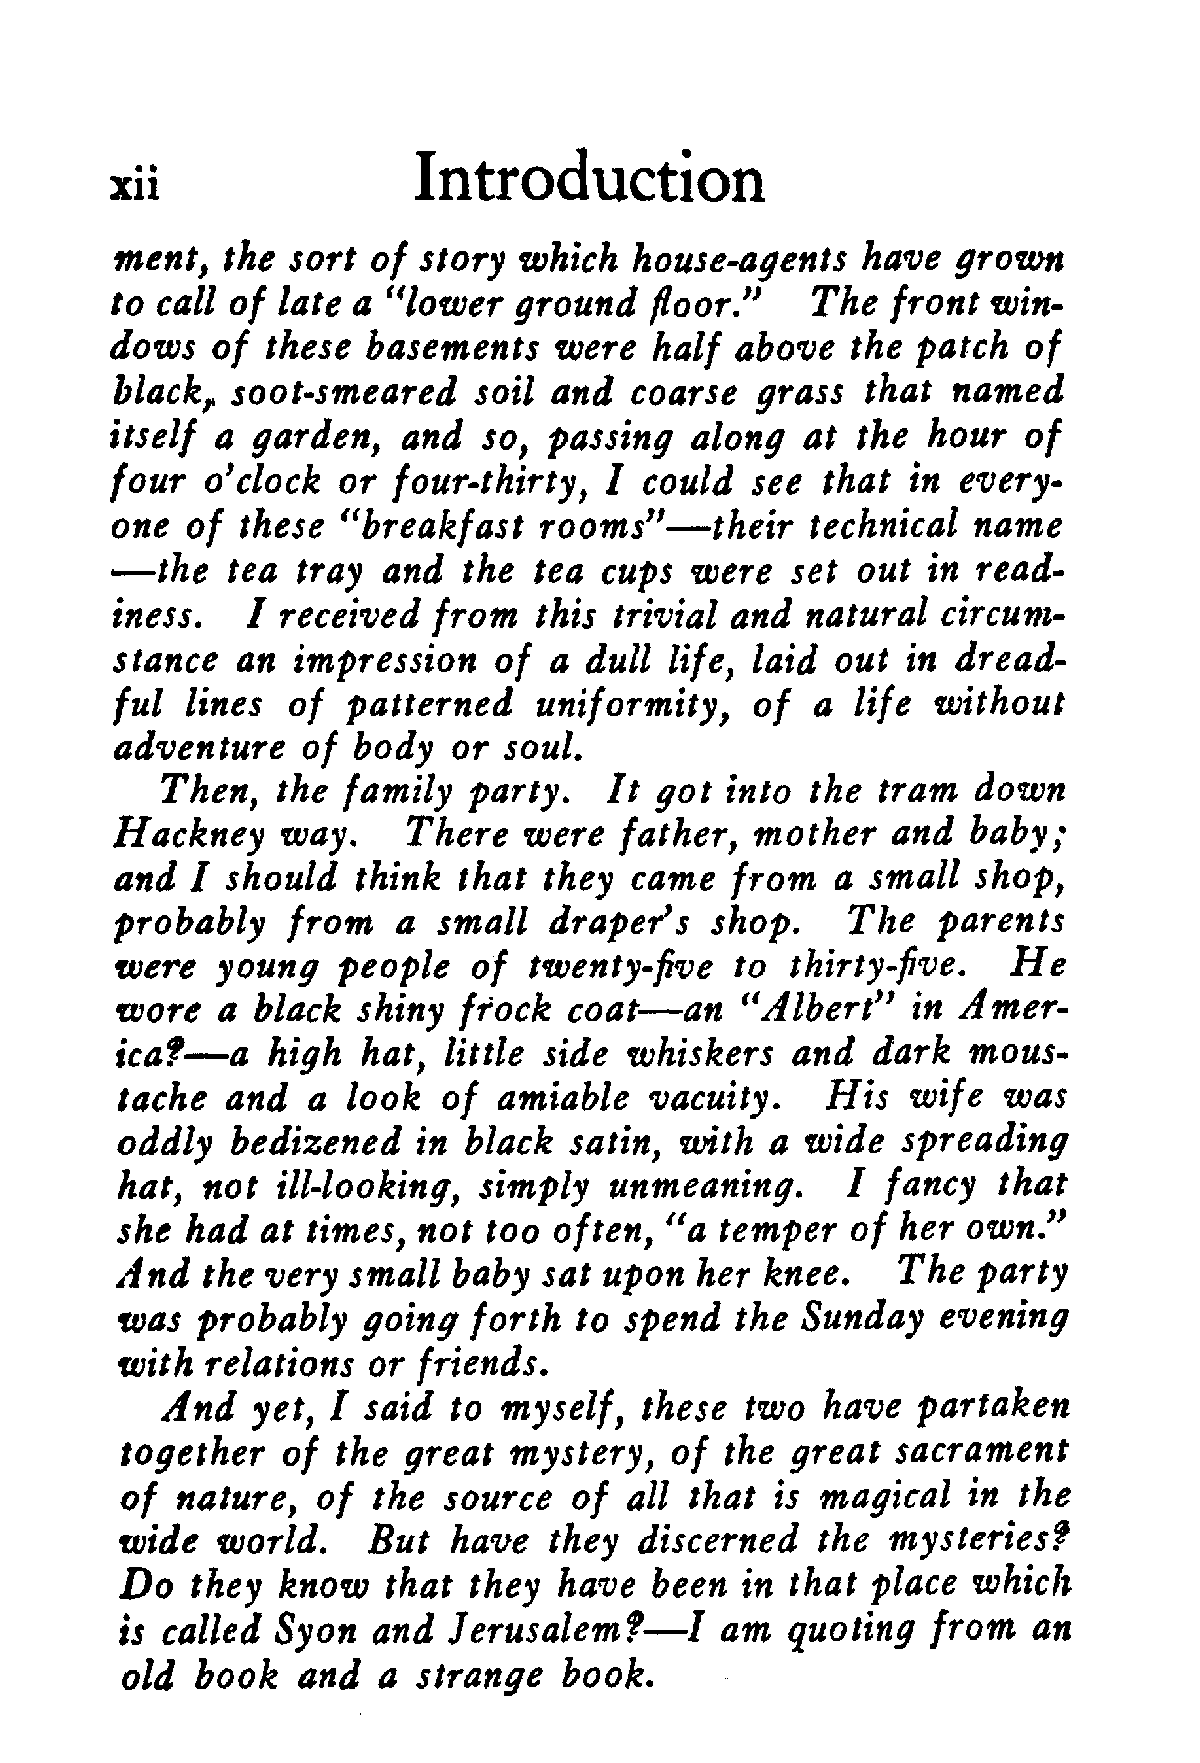 xii Introduction
ment, the sort of story which house-agents have grown
to call of late a "lower ground floor." The front win-
dows of these basements were half above the patch of
black, soot-smeared soil and coarse grass that named
itself a garden, and so, passing along at the hour of
four o'clock or four-thirty, I could see that in every-
one of these "breakfast rooms"—their technical name
—the tea tray and the tea cups were set out in read-
iness. I received from this trivial and natural circum-
stance an impression of a dull life, laid out in dread-
ful lines of patterned uniformity, of a life without
adventure of body or soul.
Then, the family party. It got into the tram down
Hackney way. There were father, mother and baby;
and I should think that they came from a small shop,
probably from a small draper's shop. The parents
were young people of twenty-five to thirty-five. He
wore a black shiny frock coat—an "Albert" in Amer-
ica?—a high hat, little side whiskers and dark mous-
tache and a look of amiable vacuity. His wife was
oddly bedizened in black satin, with a wide spreading
hat, not ill-looking, simply unmeaning. I fancy that
she had at times, not too often, "a temper of her own."
And the very small baby sat upon her knee. The party
was probably going forth to spend the Sunday evening
with relations or friends.
And yet, I said to myself, these two have partaken
together of the great mystery, of the great sacrament
of nature, of the source of all that is magical in the
wide world. But have they discerned the mysteries?
Do they know that they have been in that place which
is called Syon and Jerusalem?—I am quoting from an
old book and a strange book.